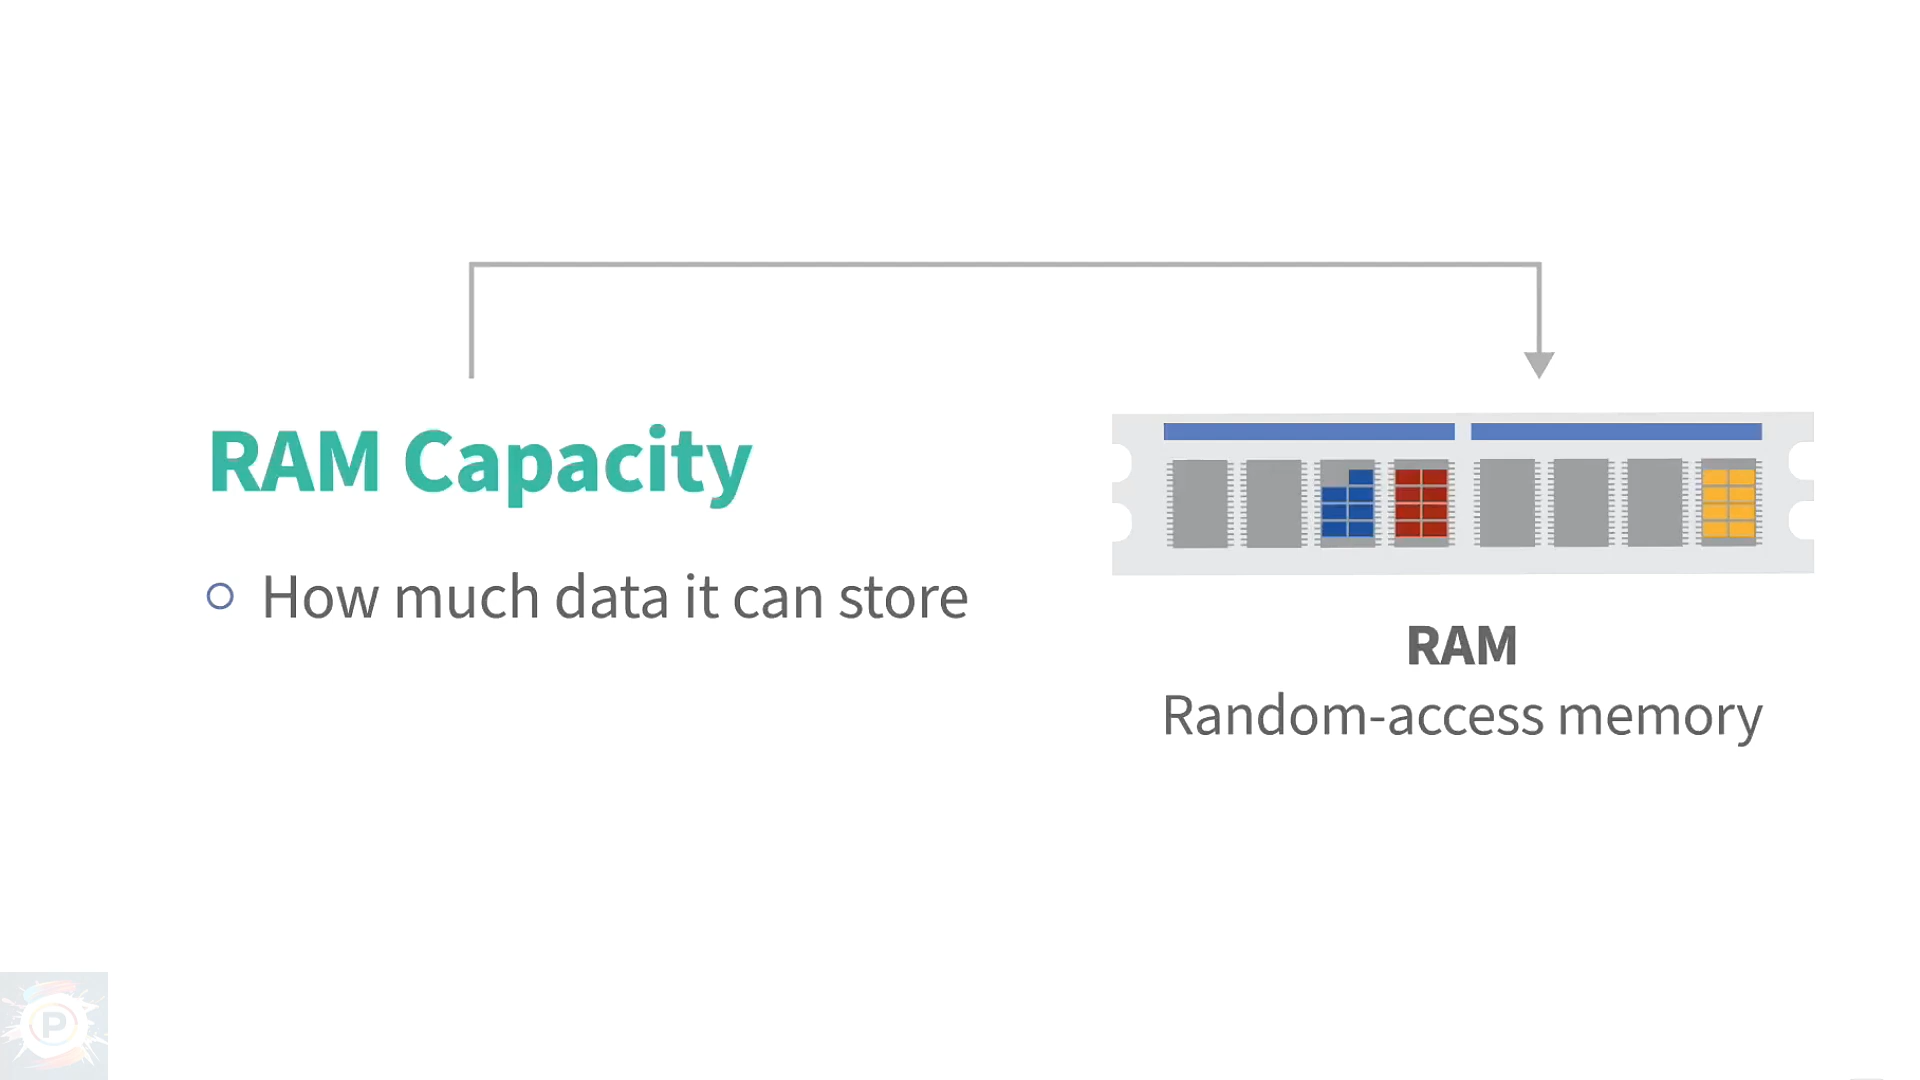 RAM Capacity
How much data it can store
RAM
Random-access memory
P